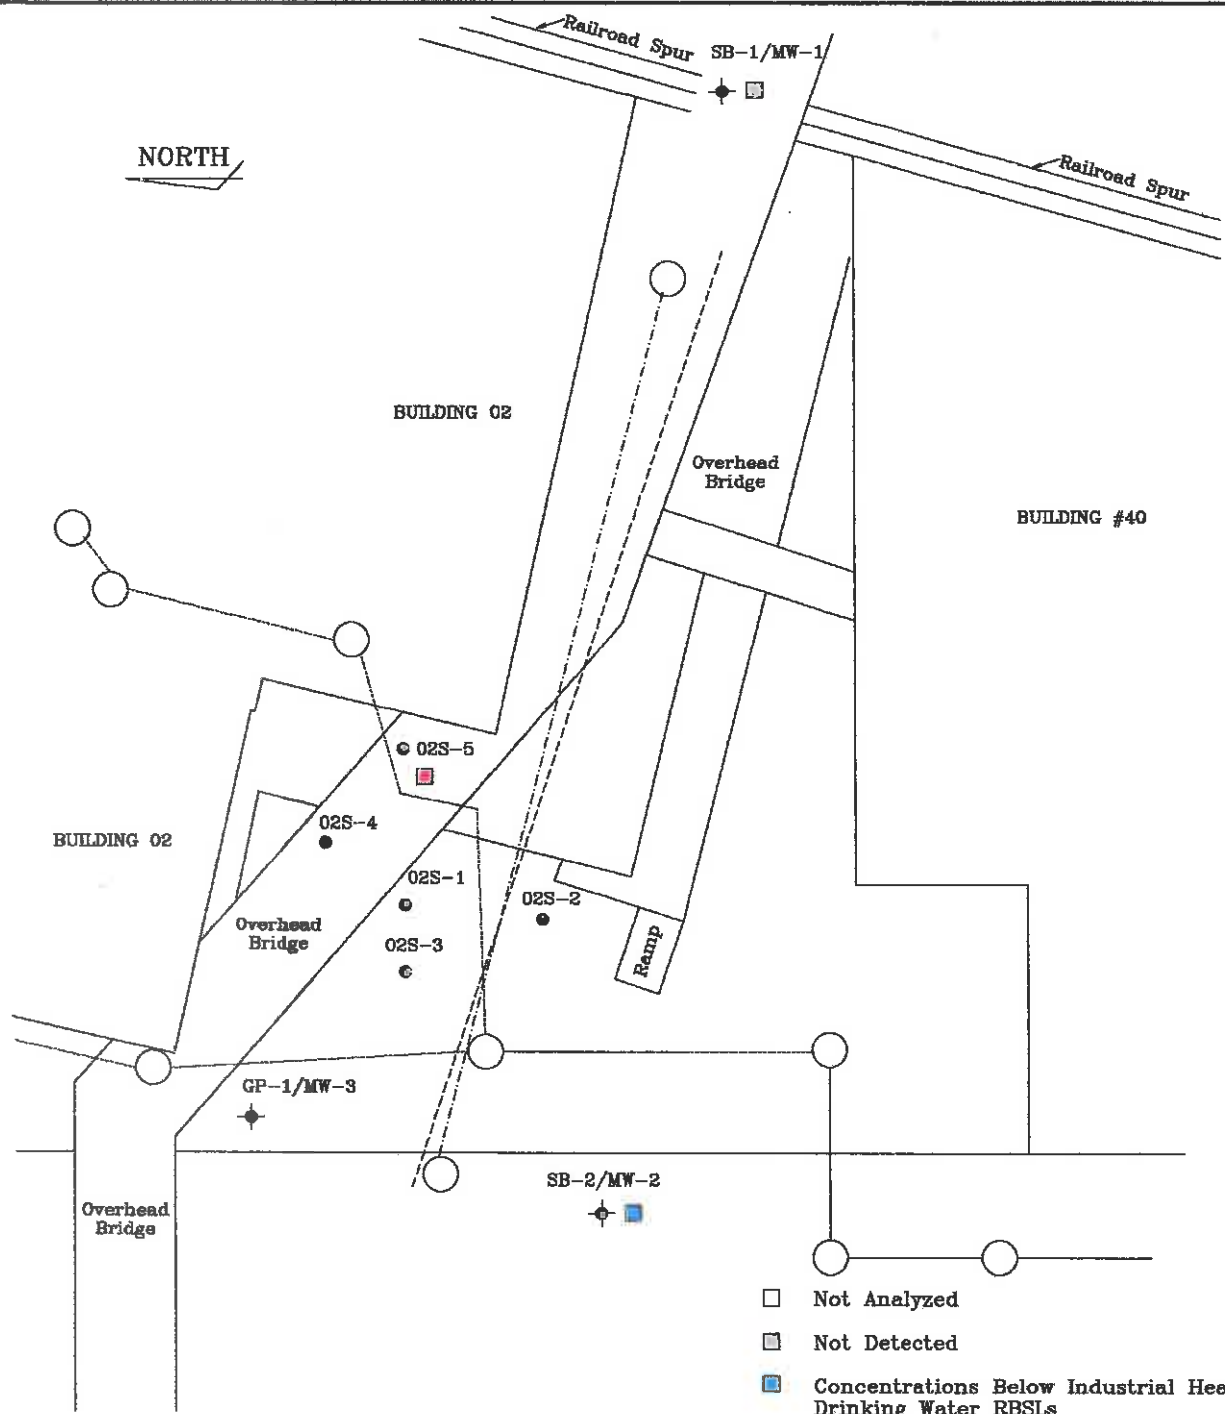 Railroad Spur
SB-1/MW-1
NORTH
Railroad Spur
BUILDING 02
Overhead
Bridge
BUILDING #40
02S-5
02S-4
BUILDING 02
02S-1
02S-2
Overhead
Bridge
02S-3
Ramp
GP-1/MW-3
SB-2/MW-2
Overhead
Bridge
Not Analyzed
Not Detected
Concentrations Below Industrial Hea
Drinking Water RBSLs